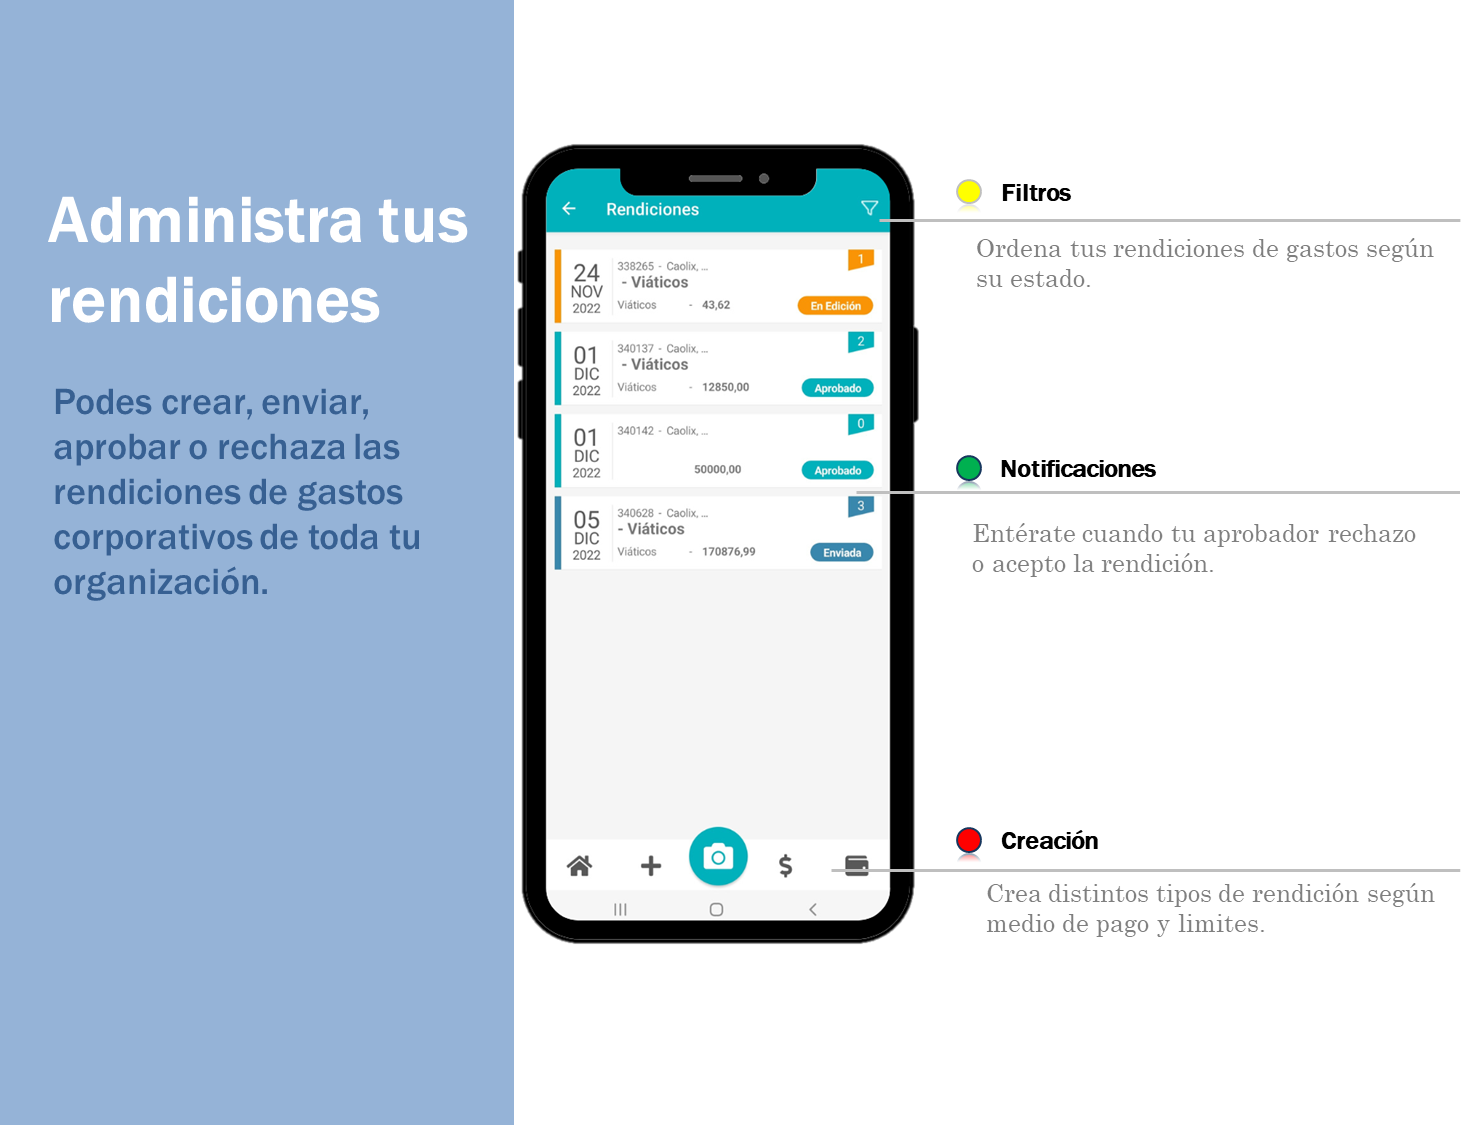 Administra tus
rendiciones
Podes crear, enviar,
aprobar o rechaza las
rendiciones de gastos
corporativos de toda tu
organización.
Rendiciones
24
NOV
2022
338265 - Caolix, ...
- Viáticos
Viáticos - 43,62
1
En Edición
01
DIC
2022
340137 - Caolix, ...
- Viáticos
Viáticos - 12850,00
2
Aprobado
01
DIC
2022
340142 - Caolix, ...
50000,00
0
Aprobado
05
DIC
2022
340628 - Caolix, ...
- Viáticos
Viáticos - 170876,99
3
Enviada
Filtros
Ordena tus rendiciones de gastos según
su estado.
Notificaciones
Entérate cuando tu aprobador rechazo
o acepto la rendición.
Creación
Crea distintos tipos de rendición según
medio de pago y limites.